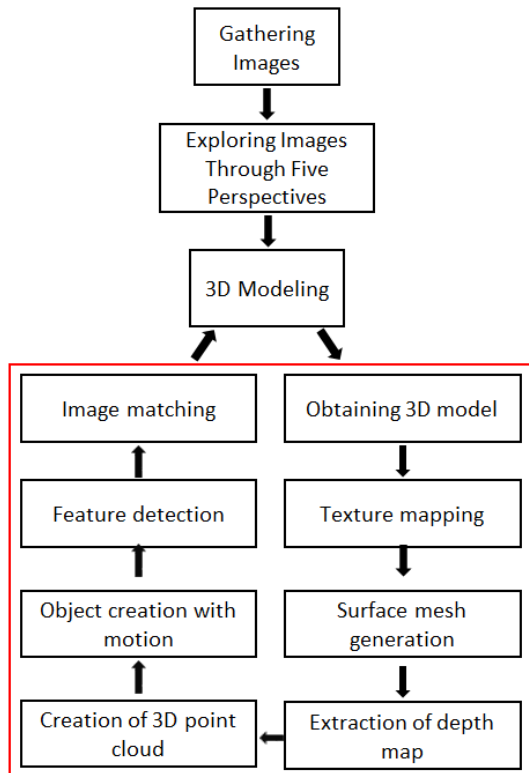 Gathering
Images
Exploring Images
Through Five
Perspectives
3D Modeling
Image matching
Obtaining 3D model
Feature detection
Texture mapping
Object creation with
motion
Surface mesh
generation
Creation of 3D point
cloud
Extraction of depth
map